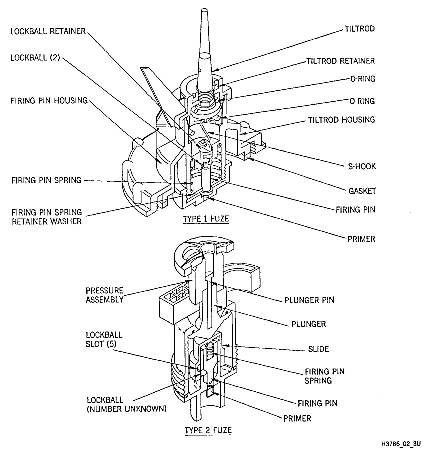 LOCKBALL RETAINER
LOCKBALL (2)
FIRING PIN HOUSING
FIRING PIN SPRING
FIRING PIN SPRING
RETAINER WASHER
TILTROD
TILTROD RETAINER
O-RING
O RING
TILTROD HOUSING
S-HOOK
GASKET
FIRING PIN
PRIMER
TYPE 1 FUZE
PRESSURE
ASSEMBLY
LOCKBALL
SLOT (5)
LOCKBALL
(NUMBER UNKNOWN)
PLUNGER PIN
PLUNGER
SLIDE
FIRING PIN
SPRING
FIRING PIN
PRIMER
TYPE 2 FUZE
H3766_02_3U